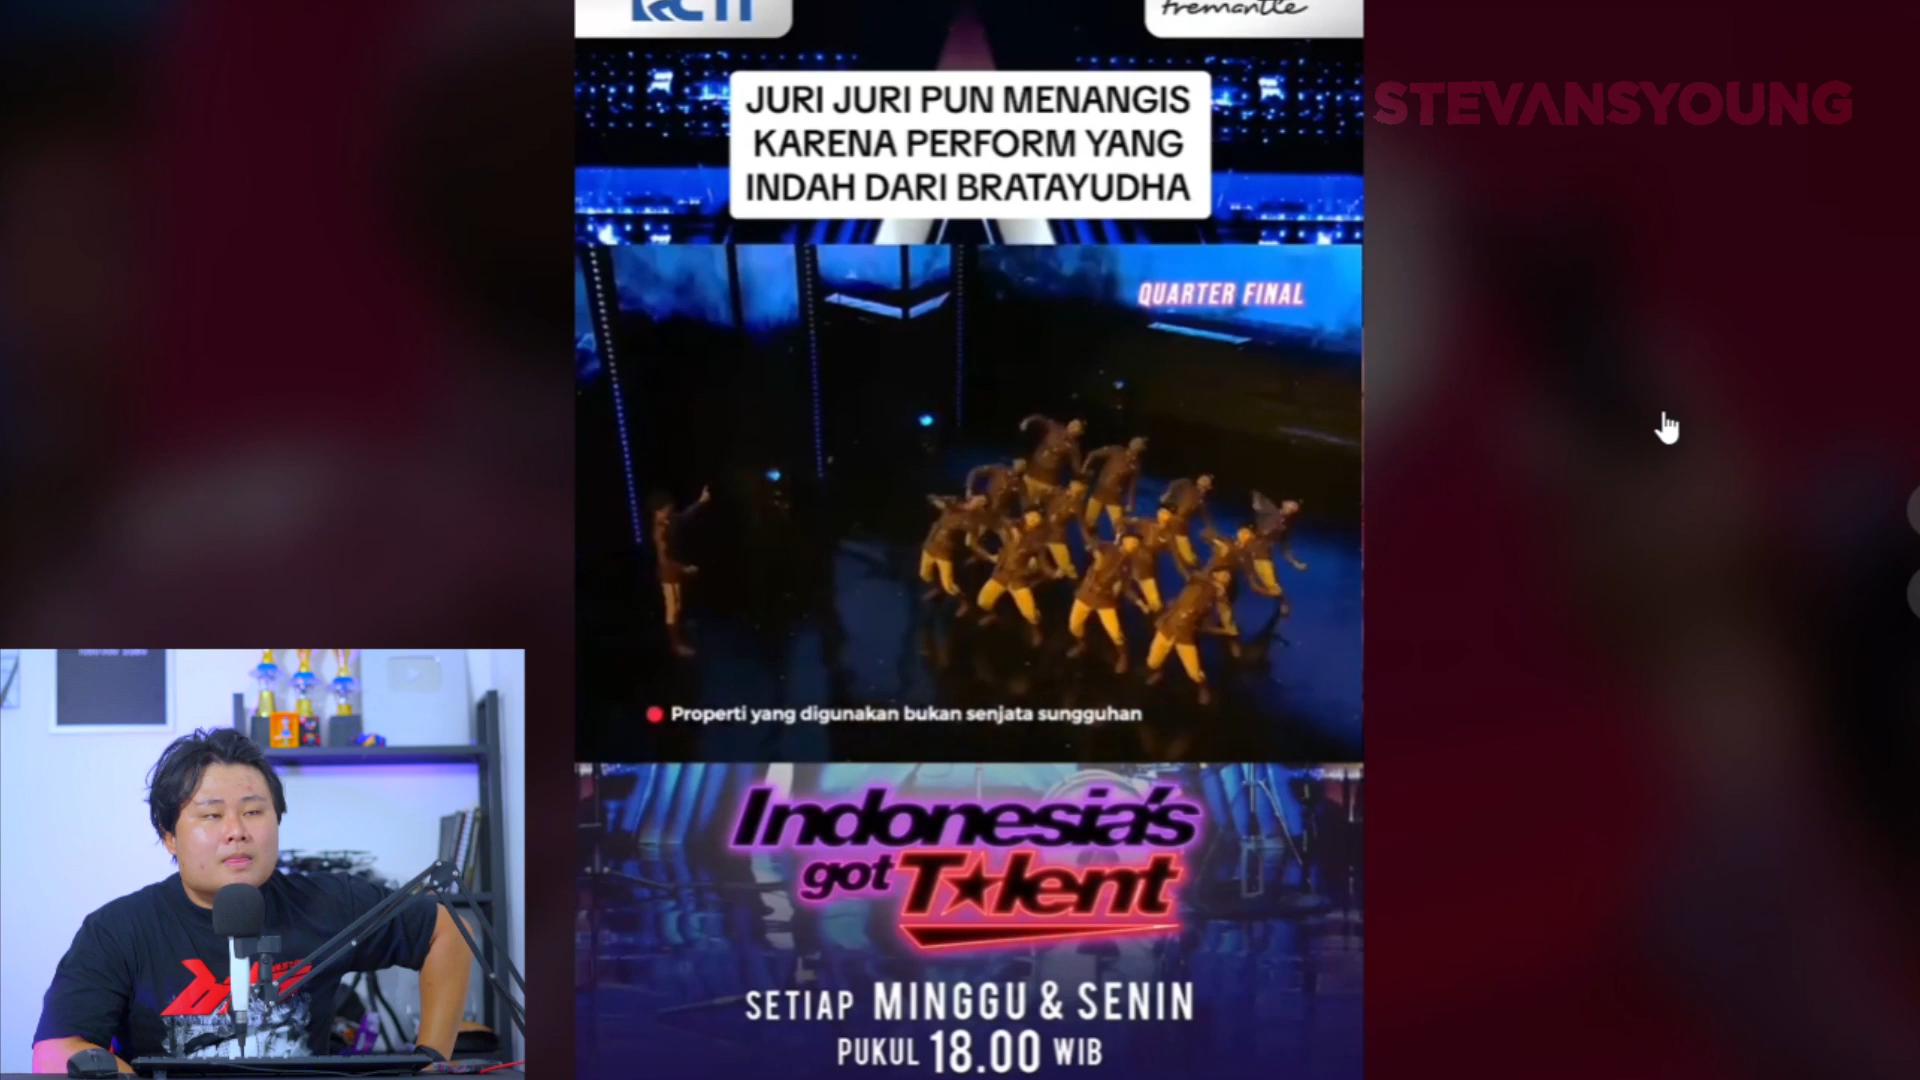 RCTI
fremantle
STEVANSYOUNG
JURI JURI PUN MENANGIS
KARENA PERFORM YANG
INDAH DARI BRATAYUDHA
QUARTER FINAL
Properti yang digunakan bukan senjata sungguhan
Indonesia's
got Talent
SETIAP MINGGU & SENIN
PUKUL 18.00 WIB